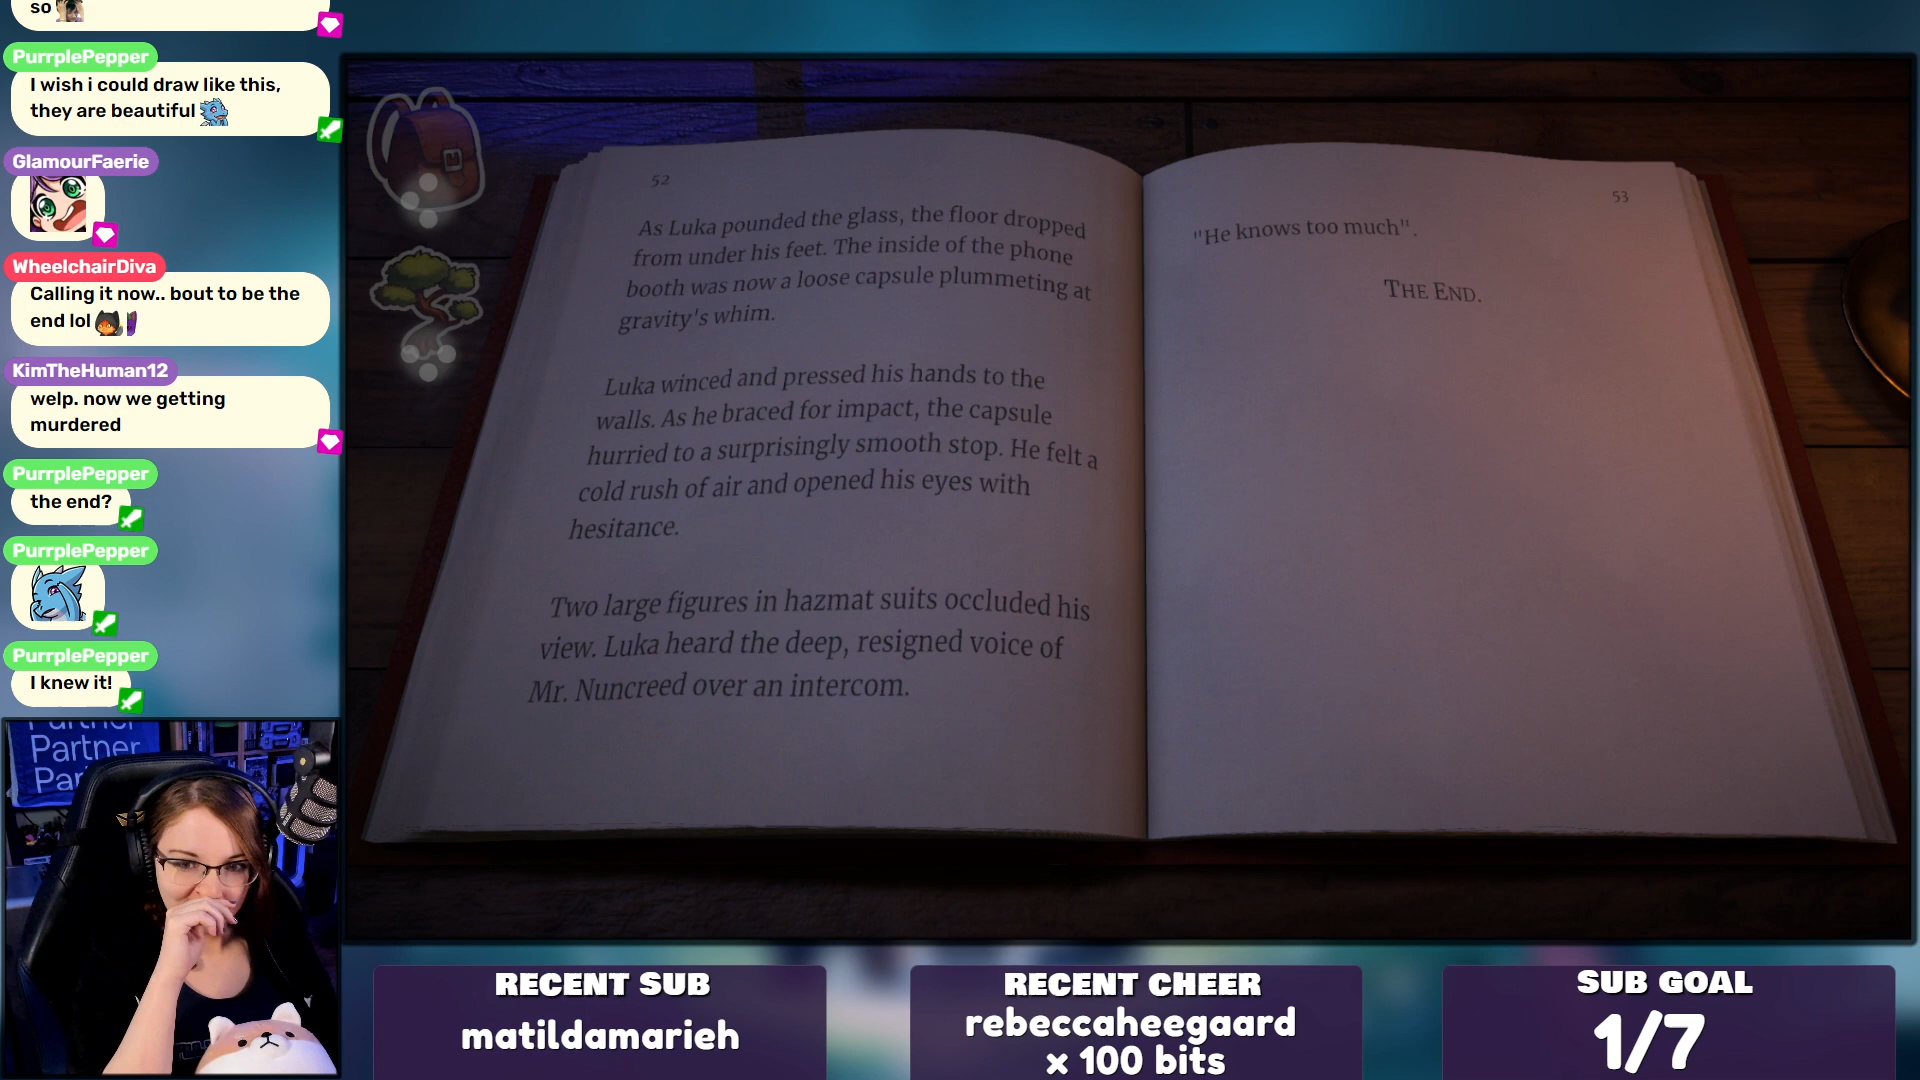 so
PurrplePepper
I wish i could draw like this,
they are beautiful
GlamourFaerie
WheelchairDiva
Calling it now.. bout to be the
end lol
KimTheHuman12
welp. now we getting
murdered
PurrplePepper
the end?
PurrplePepper
PurrplePepper
I knew it!
Partner
Partner
52
As Luka pounded the glass, the floor dropped
from under his feet. The inside of the phone
booth was now a loose capsule plummeting at
gravity's whim.
Luka winced and pressed his hands to the
walls. As he braced for impact, the capsule
hurried to a surprisingly smooth stop. He felt a
cold rush of air and opened his eyes with
hesitance.
Two large figures in hazmat suits occluded his
view. Luka heard the deep, resigned voice of
Mr. Nuncreed over an intercom.
53
"He knows too much".
THE END.
RECENT SUB
matildamarieh
RECENT CHEER
rebeccaheegaard
x 100 bits
SUB GOAL
1/7